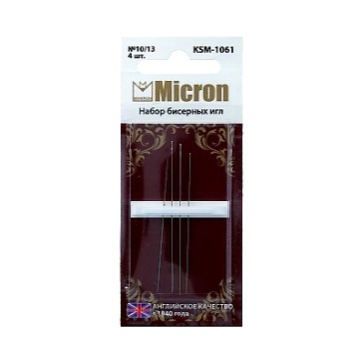 №10/13
4 шт.
KSM-1061
Micron
Набор бисерных игл
АНГЛИЙСКОЕ КАЧЕСТВО
с 1840 года